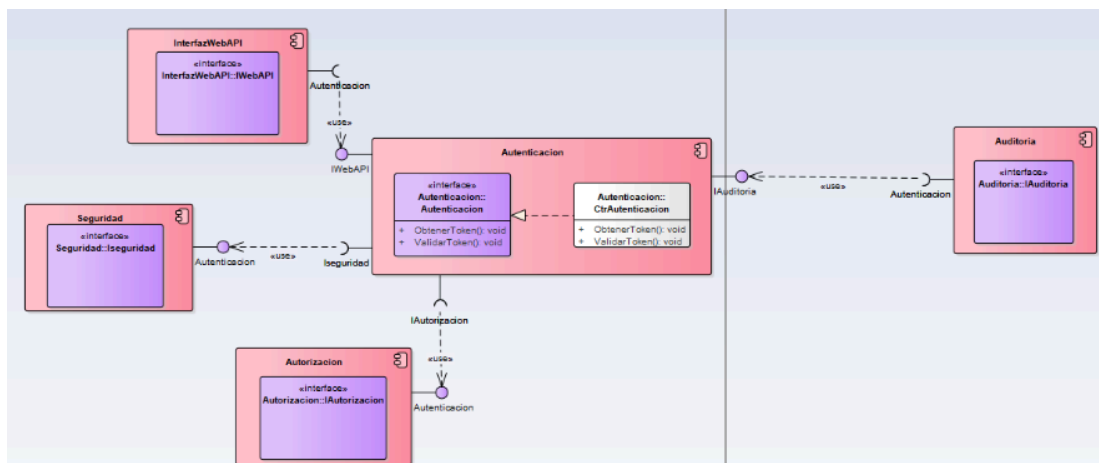 InterfazWebAPI
«interface»
InterfazWebAPI::IWebAPI
Autenticacion
«use»
IWebAPI
Autenticacion
«interface»
Autenticacion::
Autenticacion
+ ObtenerToken(): void
+ ValidarToken(): void
Autenticacion::
CtrAutenticacion
+ ObtenerToken(): void
+ ValidarToken(): void
IAuditoria
«use»
Autenticacion
Auditoria
«interface»
Auditoria::IAuditoria
Seguridad
«interface»
Seguridad::Iseguridad
Autenticacion
«use»
Iseguridad
IAutorizacion
«use»
Autenticacion
Autorizacion
«interface»
Autorizacion::IAutorizacion